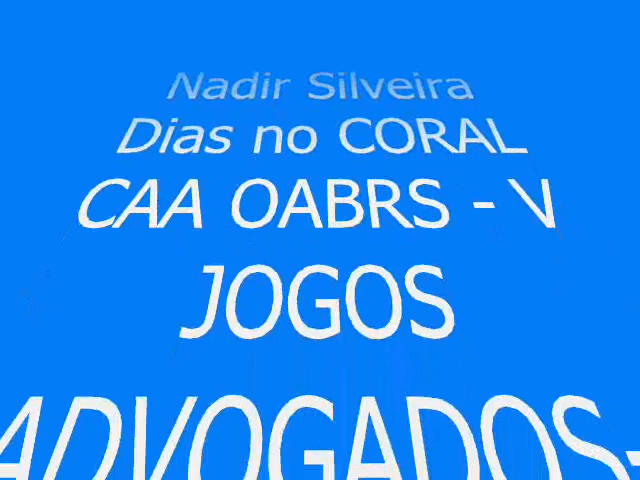 Nadir Silveira
Dias no CORAL
CAA OABRS - V
JOGOS
ADVOGADOS-